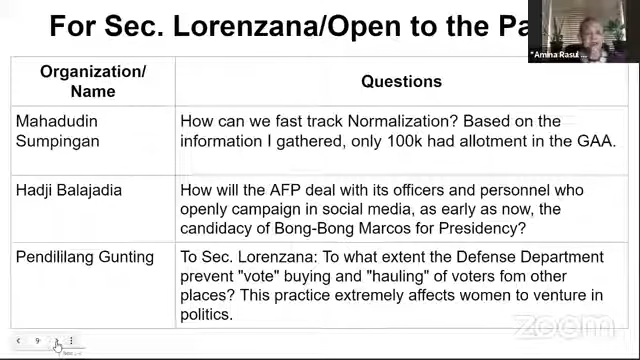 For Sec. Lorenzana/Open to the
Organization/
Name
Questions
Mahadudin
Sumpingan
How can we fast track Normalization? Based on the
information I gathered, only 100k had allotment in the GAA.
Hadji Balajadia
How will the AFP deal with its officers and personnel who
openly campaign in social media, as early as now, the
candidacy of Bong-Bong Marcos for Presidency?
Pendililang Gunting
To Sec. Lorenzana: To what extent the Defense Department
prevent "vote" buying and "hauling" of voters fom other
places? This practice extremely affects women to venture in
politics.
Amina Rasul
9
zoom